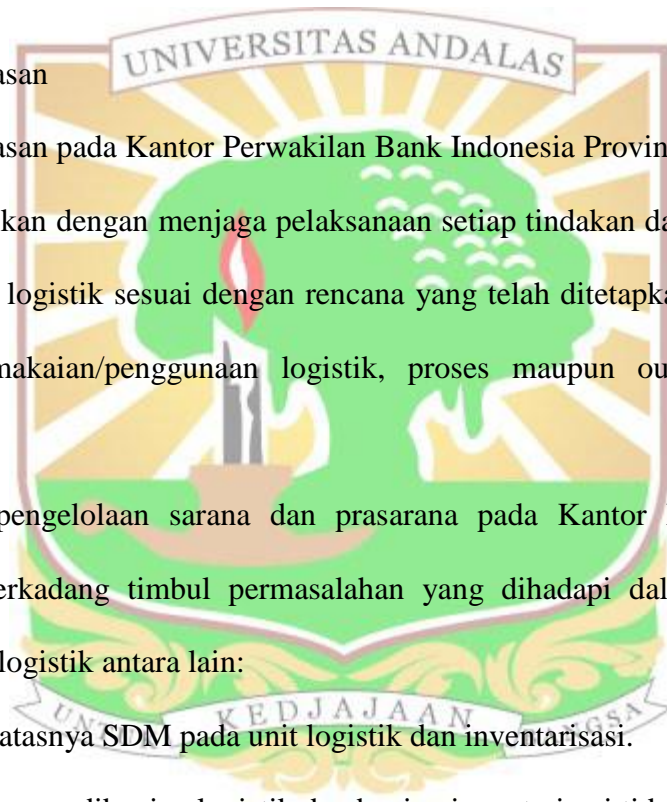 UNIVERSITAS ANDALAS
asan
asan pada Kantor Perwakilan Bank Indonesia Provin
kan dengan menjaga pelaksanaan setiap tindakan da
logistik sesuai dengan rencana yang telah ditetapka
makaian/penggunaan logistik, proses maupun ou
pengelolaan sarana dan prasarana pada Kantor
erkadang timbul permasalahan yang dihadapi dal
logistik antara lain:
UNTUK KEDJAJAAN BANGSA
atasnya SDM pada unit logistik dan inventarisasi.